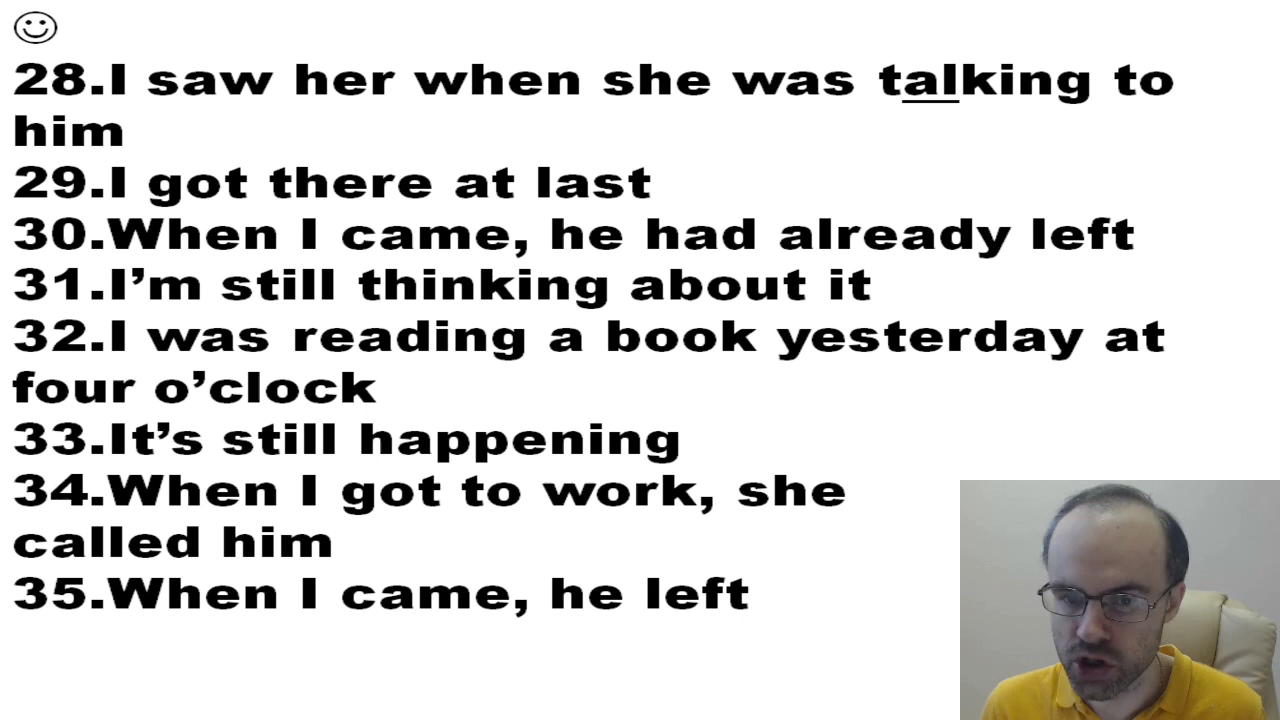 28.I saw her when she was talking to
him
29.I got there at last
30.When I came, he had already left
31.I’m still thinking about it
32.I was reading a book yesterday at
four o’clock
33.It’s still happening
34.When I got to work, she
called him
35.When I came, he left